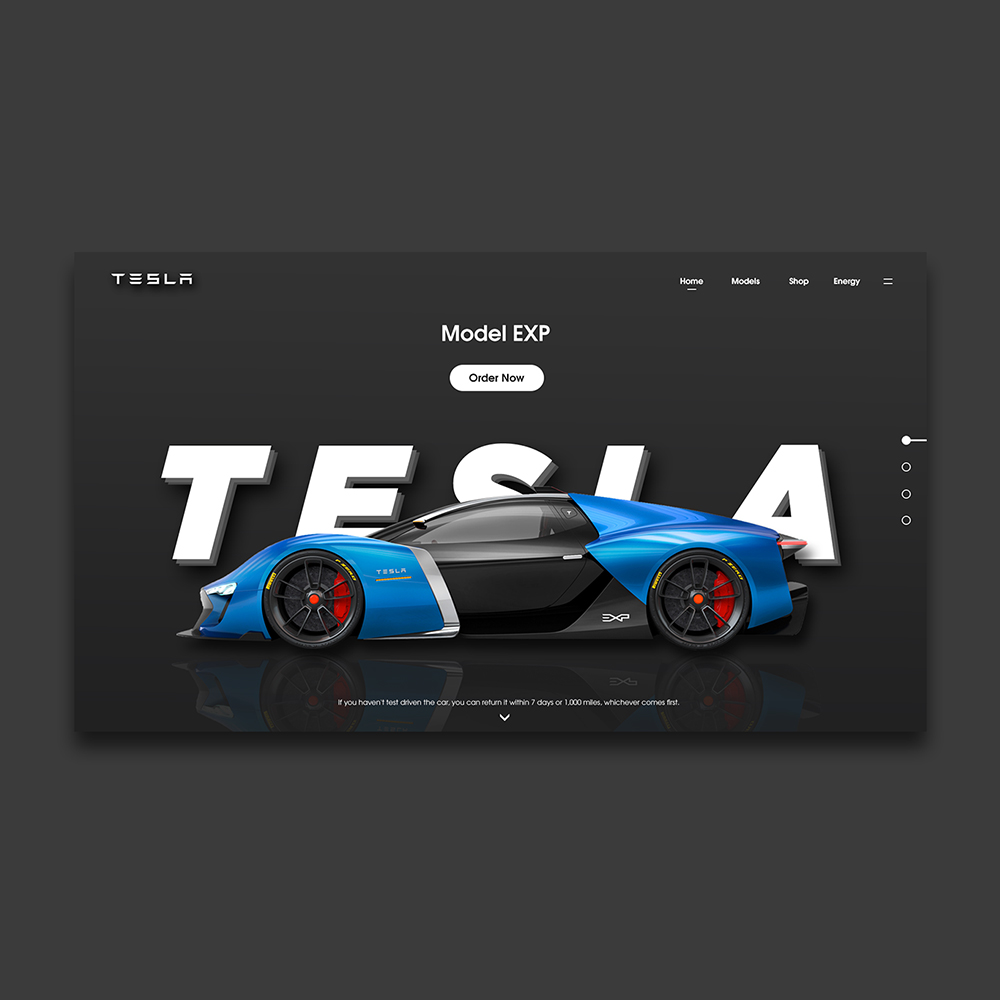 TESLA
Home Models Shop Energy
Model EXP
Order Now
TESLA
TESLA
EXP
If you haven't test driven the car, you can return it within 7 days or 1,000 miles, whichever comes first.